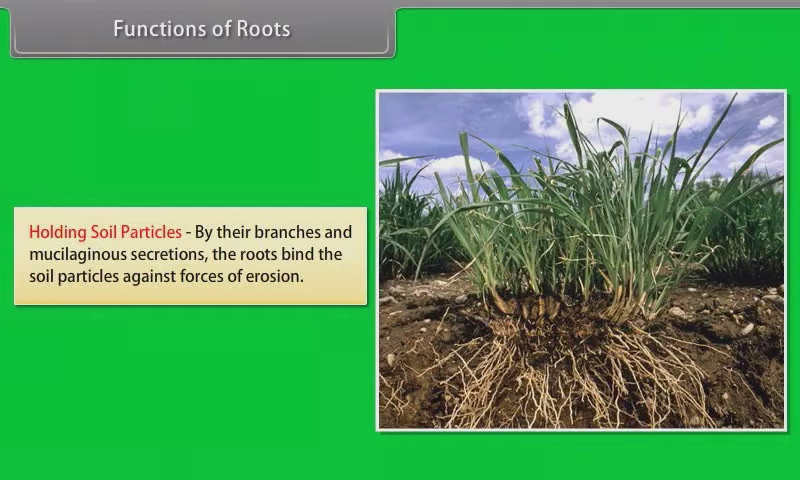 Functions of Roots
Holding Soil Particles - By their branches and
mucilaginous secretions, the roots bind the
soil particles against forces of erosion.